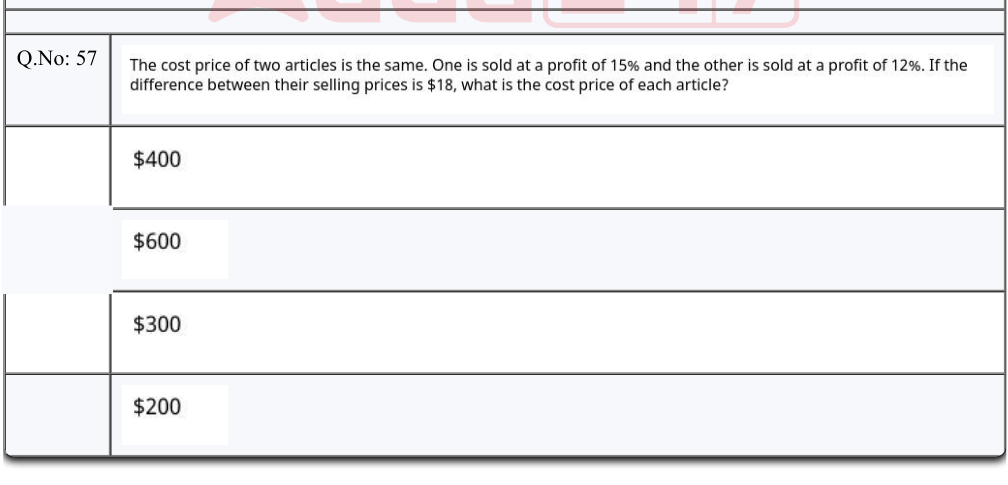 Q.No: 57
The cost price of two articles is the same. One is sold at a profit of 15% and the other is sold at a profit of 12%. If the
difference between their selling prices is $18, what is the cost price of each article?
$400
$600
$300
$200